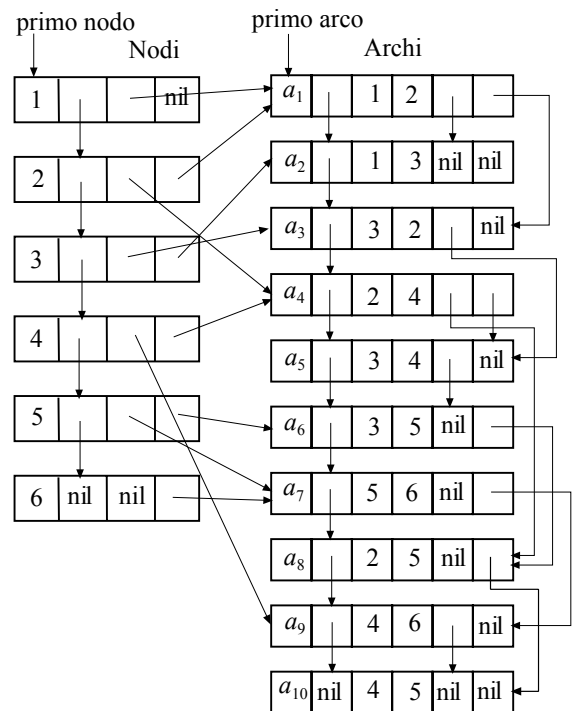 primo nodo
primo arco
Nodi
Archi
1 nil
a1 1 2
2
a2 1 3 nil nil
3
a3 3 2 nil
4
a4 2 4
a5 3 4 nil
5
a6 3 5 nil
6 nil nil
a7 5 6 nil
a8 2 5 nil
a9 4 6 nil
a10 nil 4 5 nil nil